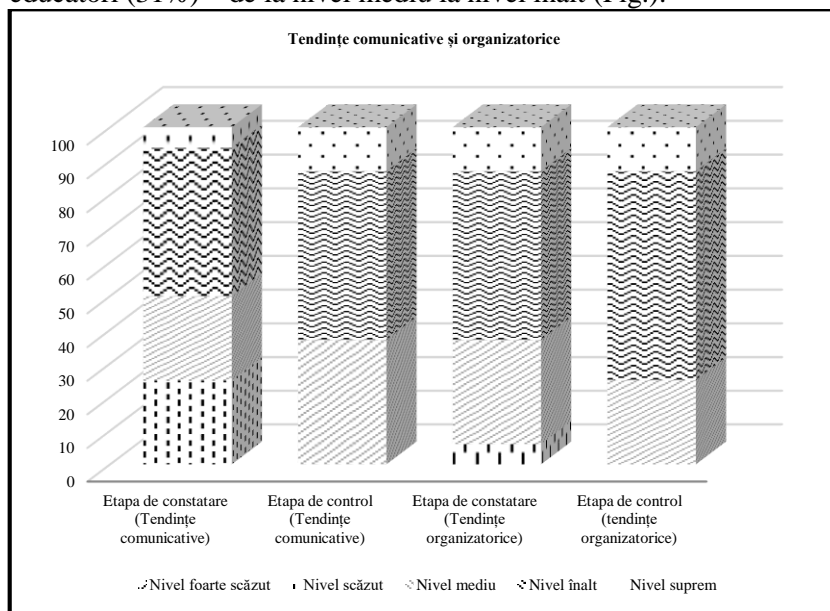 educatori (31%) – de la nivel mediu la nivel înalt (Fig.).
Tendințe comunicative și organizatorice
100
90
80
70
60
50
40
30
20
10
0
Etapa de constatare
(Tendințe
comunicative)
Etapa de control
(Tendințe
comunicative)
Etapa de constatare
(Tendințe
organizatorice)
Etapa de control
(tendințe
organizatorice)
Nivel foarte scăzut Nivel scăzut Nivel mediu Nivel înalt Nivel suprem